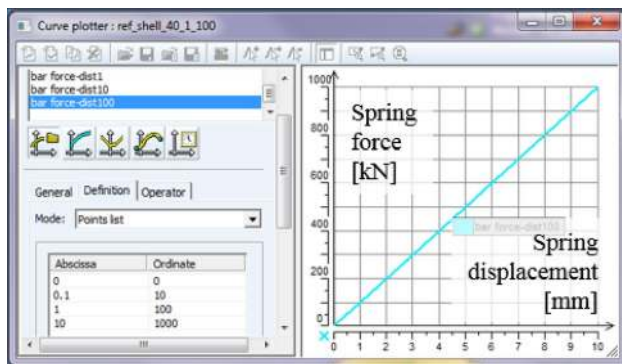 Curve plotter : ref_shell_40_1_100
bar force-dist1
bar force-dist10
bar force-dist100
General Definition Operator
Mode: Points list
Abscissa Ordinate
0 0
0.1 10
1 100
10 1000
1000
800
600
400
200
0
Spring
force
[kN]
bar force-dist100
Spring
displacement
[mm]
0 1 2 3 4 5 6 7 8 9 10